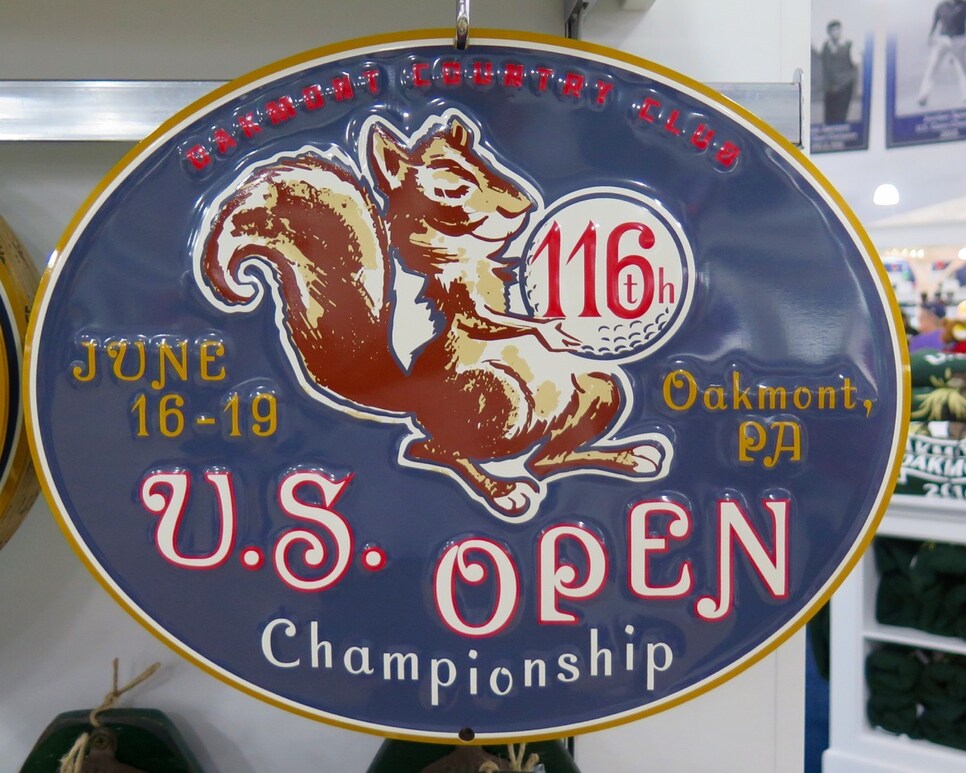 OAKMONT COUNTRY CLUB
116th
JUNE
16-19
Oakmont,
PA
U.S. OPEN
Championship